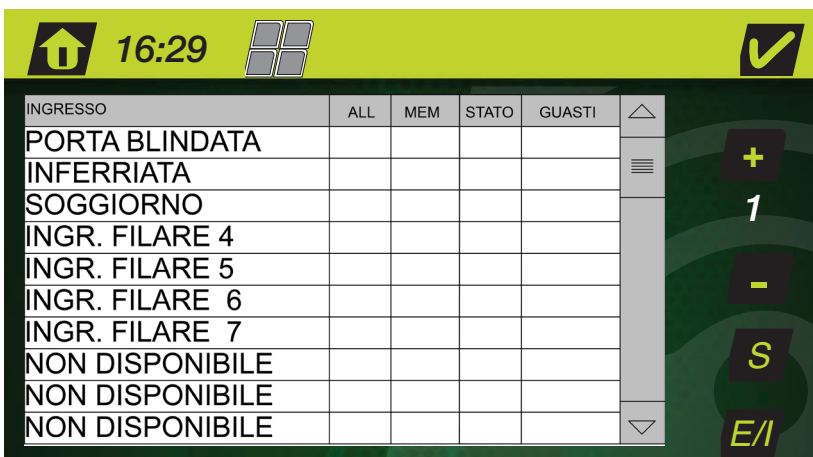 16:29
INGRESSO ALL MEM STATO GUASTI
PORTA BLINDATA
INFERRIATA
SOGGIORNO
INGR. FILARE 4
INGR. FILARE 5
INGR. FILARE 6
INGR. FILARE 7
NON DISPONIBILE
NON DISPONIBILE
NON DISPONIBILE
+
1
-
S
E/I